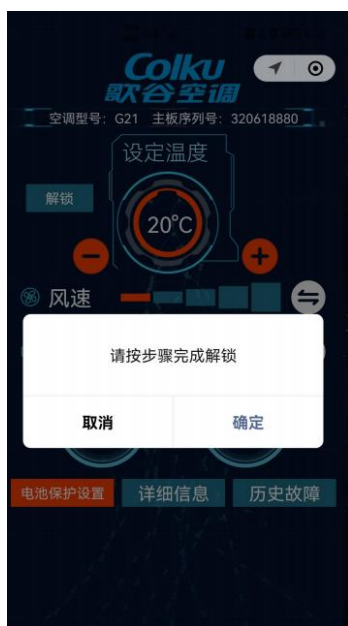 Colku
歌谷空调
空调型号：G21 主板序列号：320618880
设定温度
解锁
20°C
风速
请按步骤完成解锁
取消 确定
电池保护设置 详细信息 历史故障